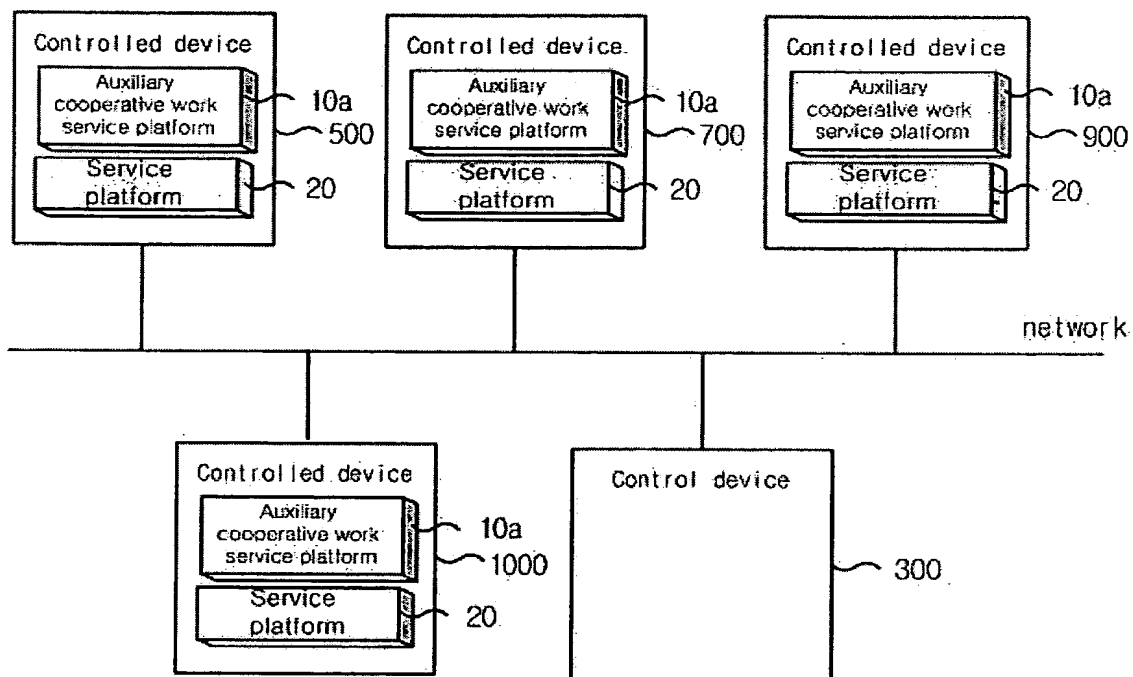 Controlled device
Auxiliary
cooperative work
service platform
10a
500
Service
platform
20
Controlled device.
Auxiliary
cooperative work
service platform
10a
700
Service
platform
20
Controlled device
Auxiliary
cooperative work
service platform
10a
900
Service
platform
20
network
Controlled device
Auxiliary
cooperative work
service platform
10a
1000
Service
platform
20
Control device
300